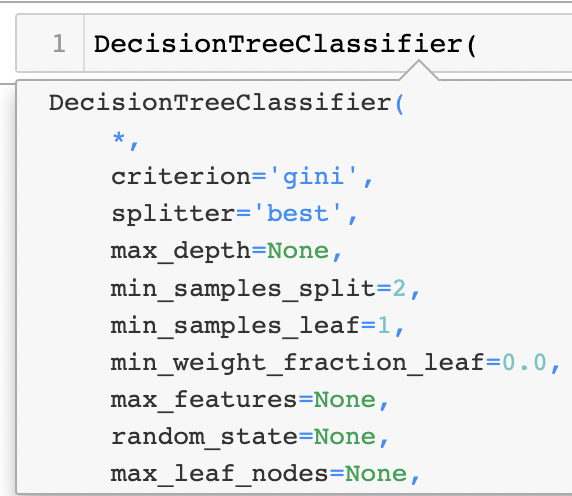 1 DecisionTreeClassifier(
DecisionTreeClassifier(
*,
criterion='gini',
splitter='best',
max_depth=None,
min_samples_split=2,
min_samples_leaf=1,
min_weight_fraction_leaf=0.0,
max_features=None,
random_state=None,
max_leaf_nodes=None,